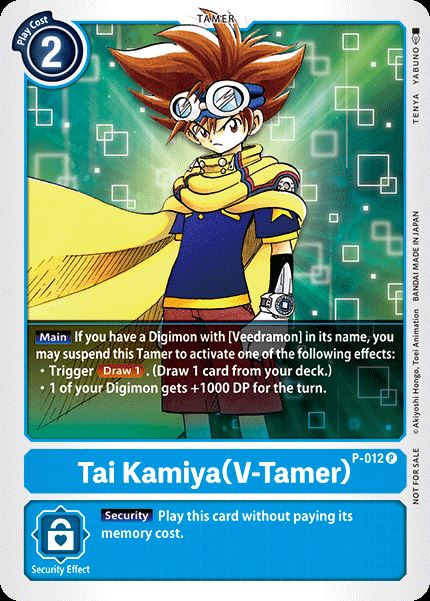 TAMER
Play Cost
2
Main If you have a Digimon with [Veedramon] in its name, you
may suspend this Tamer to activate one of the following effects:
• Trigger Draw 1. (Draw 1 card from your deck.)
• 1 of your Digimon gets +1000 DP for the turn.
P-012 P
Tai Kamiya(V-Tamer)
Security Play this card without paying its
memory cost.
Security Effect
TENYA YABUNO
©Akiyoshi Hongo, Toei Animation BANDAI MADE IN JAPAN
NOT FOR SALE